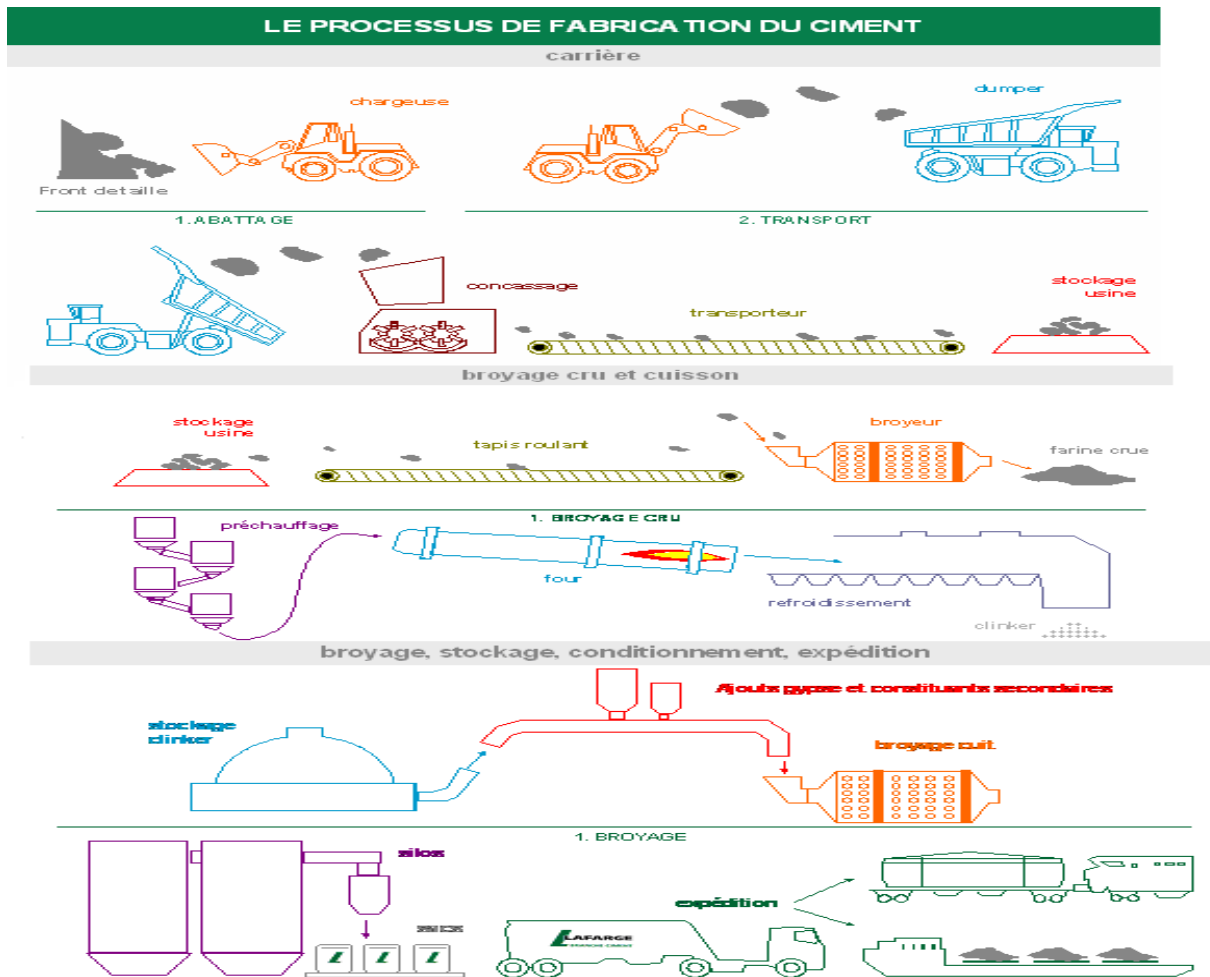 LE PROCESSUS DE FABRICATION DU CIMENT
carrière
chargeuse
dumper
Front detaille
1. ABATTAGE
2. TRANSPORT
concassage
transporteur
stockage
usine
broyage cru et cuisson
stockage
usine
tapis roulant
broyeur
farine crue
1. BROYAGE CRU
préchauffage
four
refroidissement
clinker
broyage, stockage, conditionnement, expédition
Ajouts gypse et constituants secondaires
stockage
clinker
broyage cuit
1. BROYAGE
silos
sacs
expédition
LAFARGE